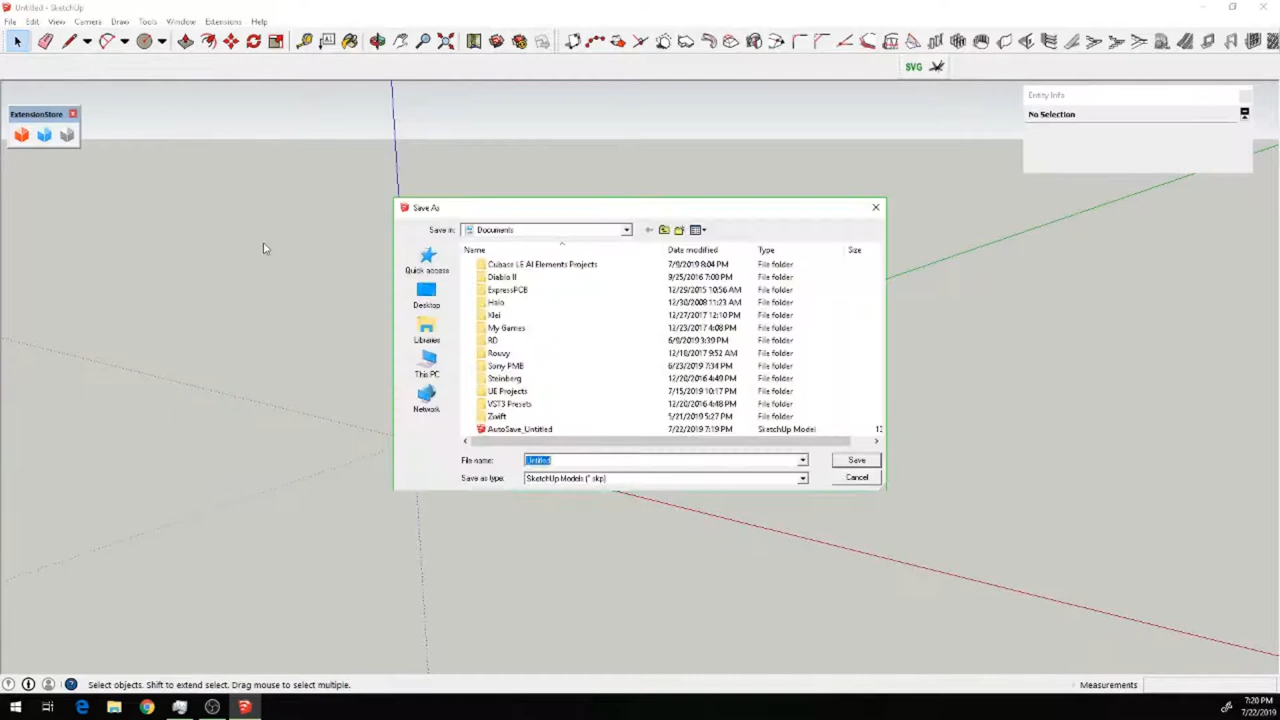 Untitled - SketchUp
File Edit View Camera Draw Tools Window Extensions Help
SVG
ExtensionStore
Entity Info
No Selection
Save As
Save in: Documents
Name Date modified Type Size
Quick access
Desktop
Libraries
This PC
Network
Cubase LE AI Elements Projects 7/9/2019 8:04 PM File folder
Diablo II 9/25/2016 7:00 PM File folder
ExpressPCB 12/29/2015 10:56 AM File folder
Halo 12/30/2008 11:23 AM File folder
Klei 12/27/2017 12:10 PM File folder
My Games 12/23/2017 4:08 PM File folder
RD 6/9/2019 3:39 PM File folder
Rouvy 12/18/2017 9:52 AM File folder
Sony PMB 6/23/2019 7:34 PM File folder
Steinberg 12/20/2016 4:49 PM File folder
UE Projects 7/15/2019 10:17 PM File folder
VST3 Presets 12/20/2016 4:48 PM File folder
Zwift 5/21/2019 5:27 PM File folder
AutoSave_Untitled 7/22/2019 7:19 PM SketchUp Model 13
File name: Untitled Save
Save as type: SketchUp Models (*.skp) Cancel
Select objects. Shift to extend select. Drag mouse to select multiple. Measurements
7:20 PM
7/22/2019